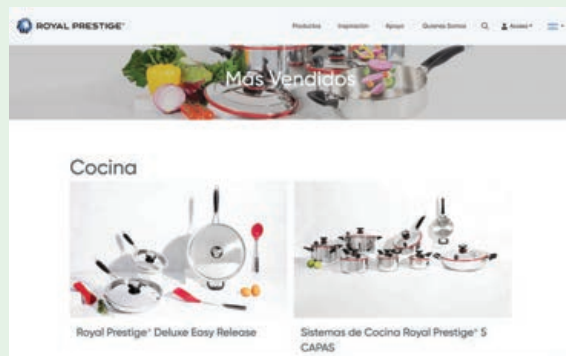 ROYAL PRESTIGE®
Productos Inspiración Apoyo Quienes Somos Acceso
Más Vendidos
Cocina
Royal Prestige® Deluxe Easy Release
Sistemas de Cocina Royal Prestige® 5
CAPAS